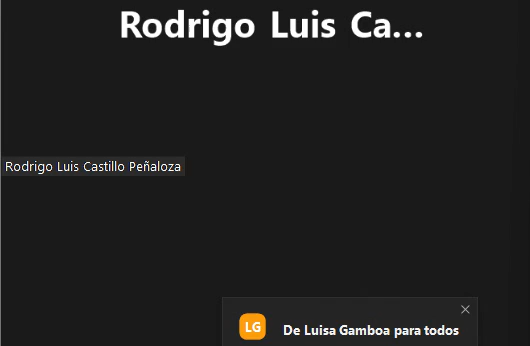 Rodrigo Luis Ca...
Rodrigo Luis Castillo Peñaloza
LG
De Luisa Gamboa para todos